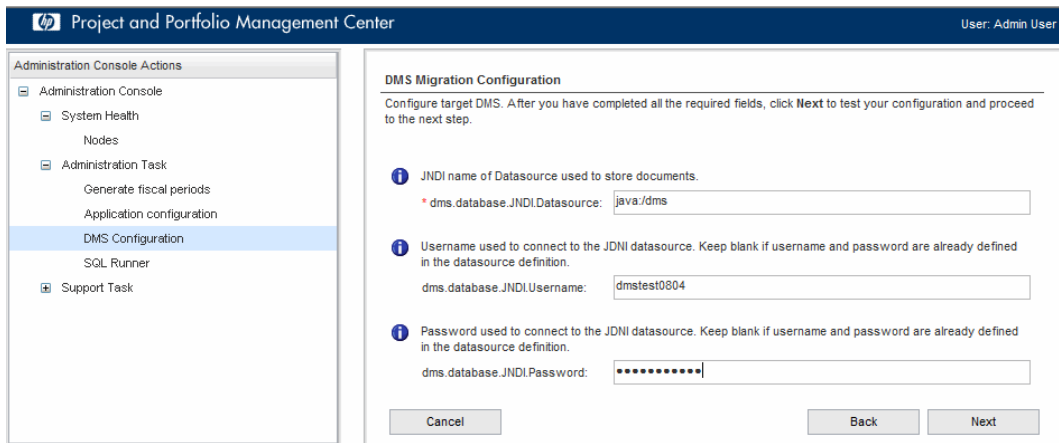 hp Project and Portfolio Management Center
User: Admin User
Administration Console Actions
Administration Console
System Health
Nodes
Administration Task
Generate fiscal periods
Application configuration
DMS Configuration
SQL Runner
Support Task
DMS Migration Configuration
Configure target DMS. After you have completed all the required fields, click Next to test your configuration and proceed
to the next step.
JNDI name of Datasource used to store documents.
* dms.database.JNDI.Datasource: java:/dms
Username used to connect to the JDNI datasource. Keep blank if username and password are already defined
in the datasource definition.
dms.database.JNDI.Username: dmstest0804
Password used to connect to the JDNI datasource. Keep blank if username and password are already defined
in the datasource definition.
dms.database.JNDI.Password: •••••••••••
Cancel
Back
Next